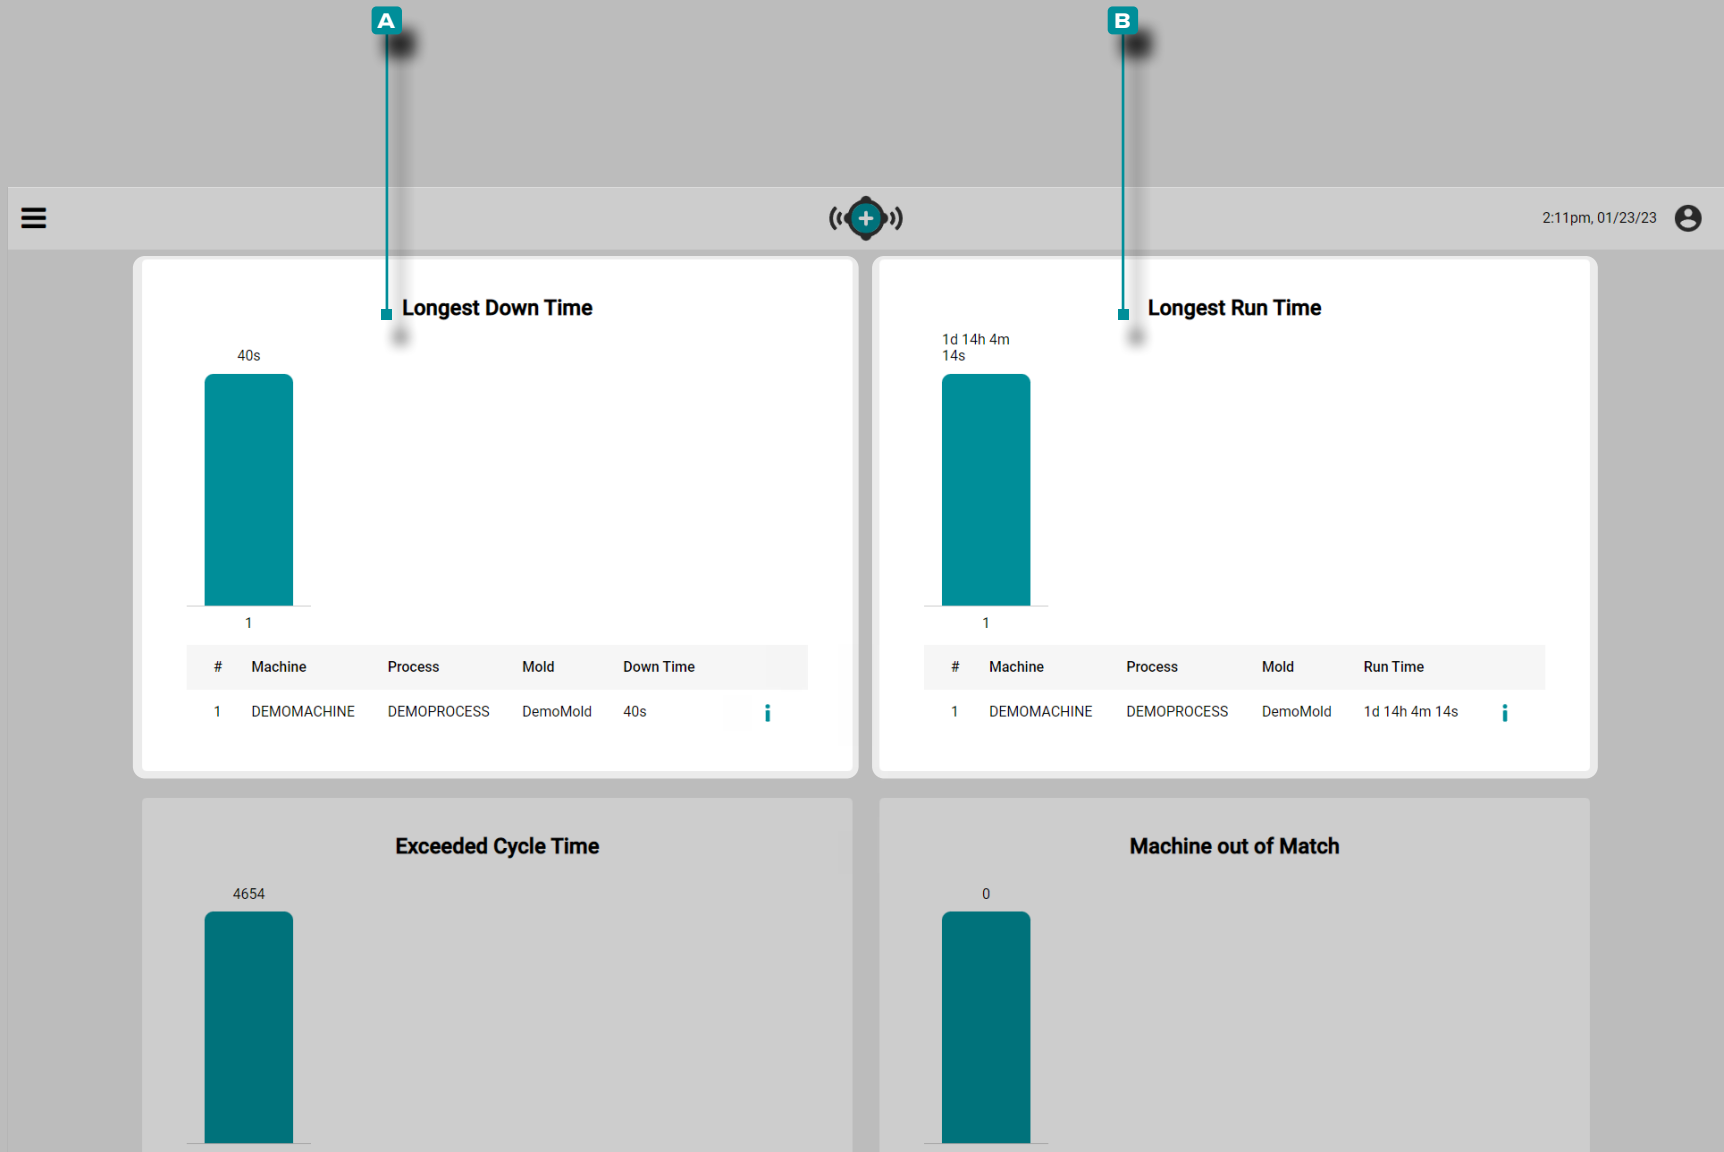 A
B
2:11pm, 01/23/23
Longest Down Time
40s
1
# Machine Process Mold Down Time
1 DEMOMACHINE DEMOPROCESS DemoMold 40s
Longest Run Time
1d 14h 4m
14s
1
# Machine Process Mold Run Time
1 DEMOMACHINE DEMOPROCESS DemoMold 1d 14h 4m 14s
Exceeded Cycle Time
4654
Machine out of Match
0